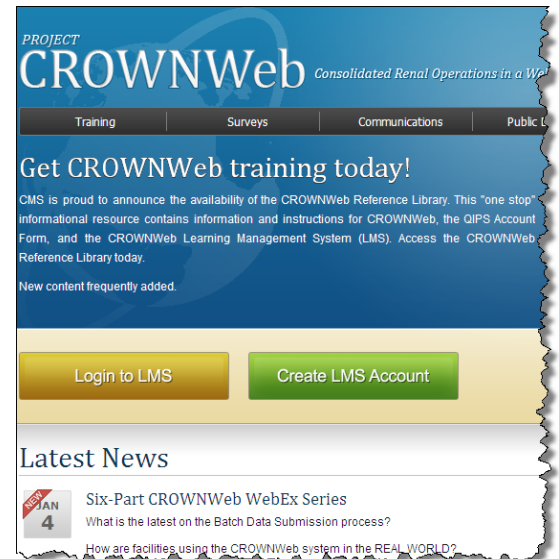 PROJECT
CROWNWeb Consolidated Renal Operations in a We
Training Surveys Communications Public
Get CROWNWeb training today!
CMS is proud to announce the availability of the CROWNWeb Reference Library. This "one stop"
informational resource contains information and instructions for CROWNWeb, the QIPS Account
Form, and the CROWNWeb Learning Management System (LMS). Access the CROWNWeb
Reference Library today.
New content frequently added.
Login to LMS Create LMS Account
Latest News
NEW
JAN
4
Six-Part CROWNWeb WebEx Series
What is the latest on the Batch Data Submission process?
How are facilities using the CROWNWeb system in the REAL WORLD?